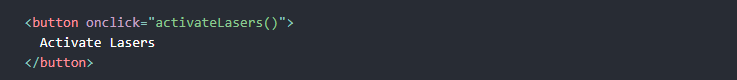 <button onclick="activateLasers()">
  Activate Lasers
</button>